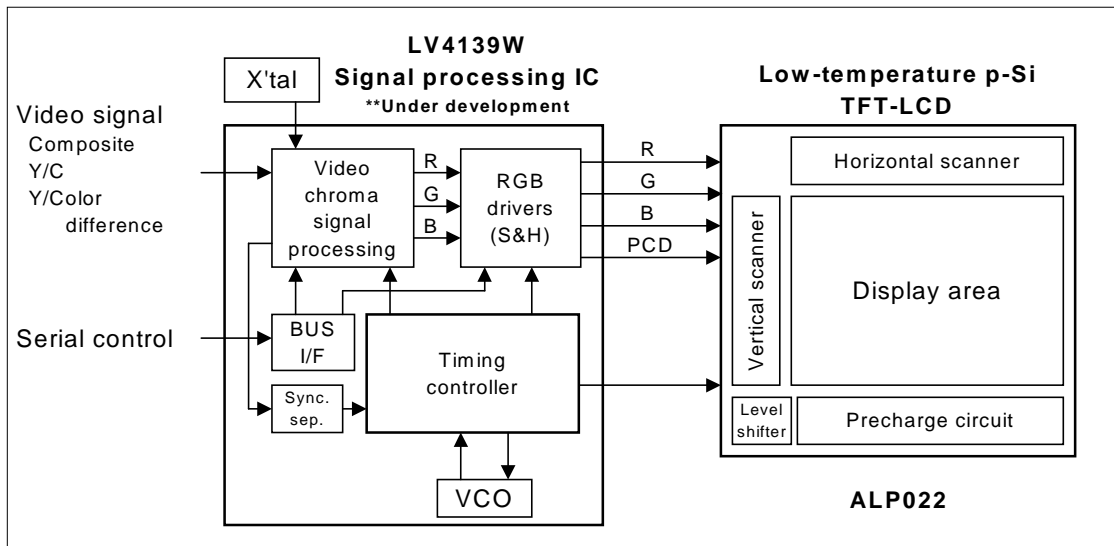 LV4139W
Signal processing IC
**Under development
X'tal
Low-temperature p-Si
TFT-LCD
Video signal
Composite
Y/C
Y/Color
difference
Video
chroma
signal
processing
R
G
B
RGB
drivers
(S&H)
R
G
B
PCD
Horizontal scanner
Vertical scanner
Display area
Serial control
BUS
I/F
Timing
controller
Sync.
sep.
Level
shifter
Precharge circuit
VCO
ALP022